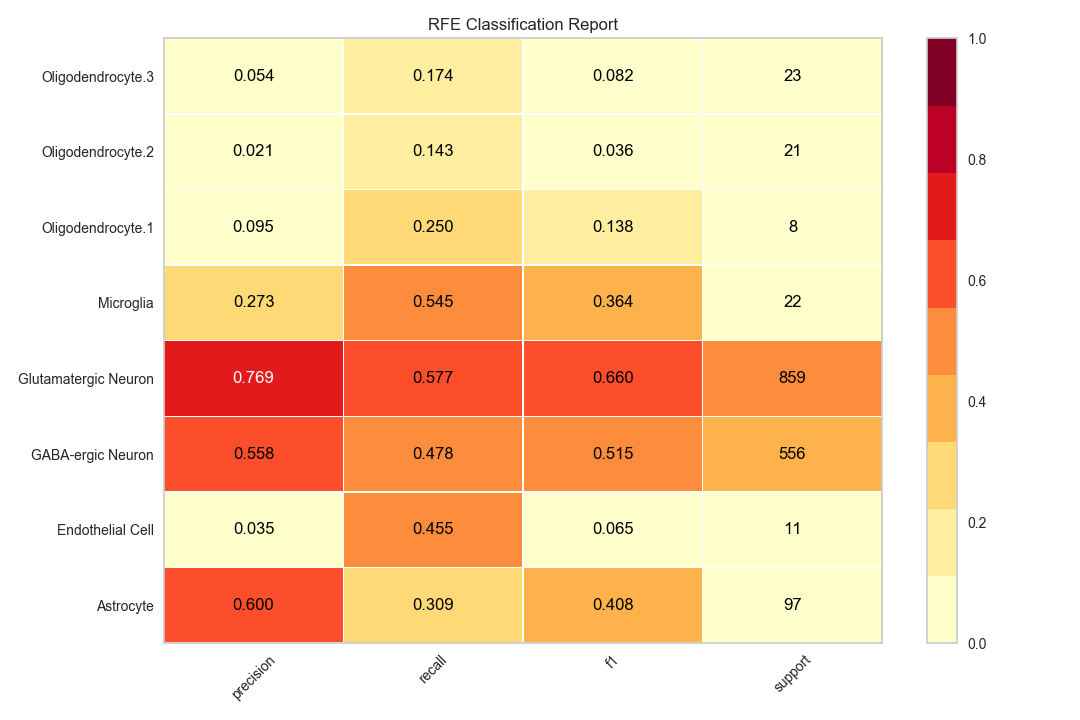 RFE Classification Report
Oligodendrocyte.3 0.054 0.174 0.082 23
Oligodendrocyte.2 0.021 0.143 0.036 21
Oligodendrocyte.1 0.095 0.250 0.138 8
Microglia 0.273 0.545 0.364 22
Glutamatergic Neuron 0.769 0.577 0.660 859
GABA-ergic Neuron 0.558 0.478 0.515 556
Endothelial Cell 0.035 0.455 0.065 11
Astrocyte 0.600 0.309 0.408 97
precision recall f1 support
1.0
0.8
0.6
0.4
0.2
0.0